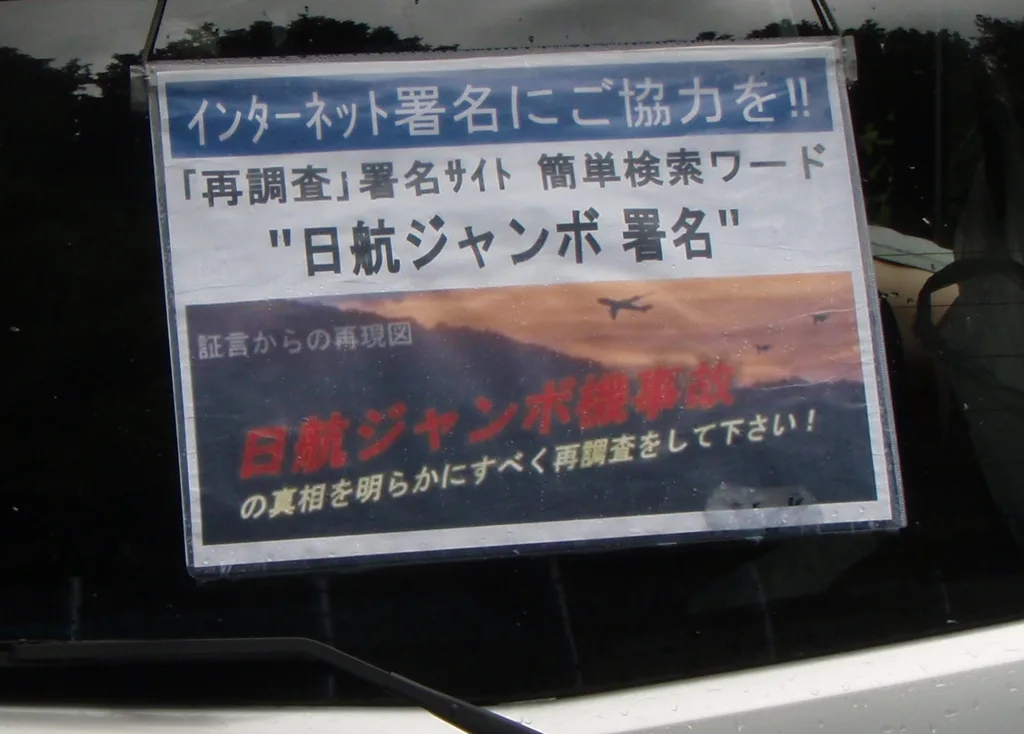 インターネット署名にご協力を!!
「再調査」署名サイト 簡単検索ワード
"日航ジャンボ 署名"
証言からの再現図
日航ジャンボ機事故
の真相を明らかにすべく再調査をして下さい！